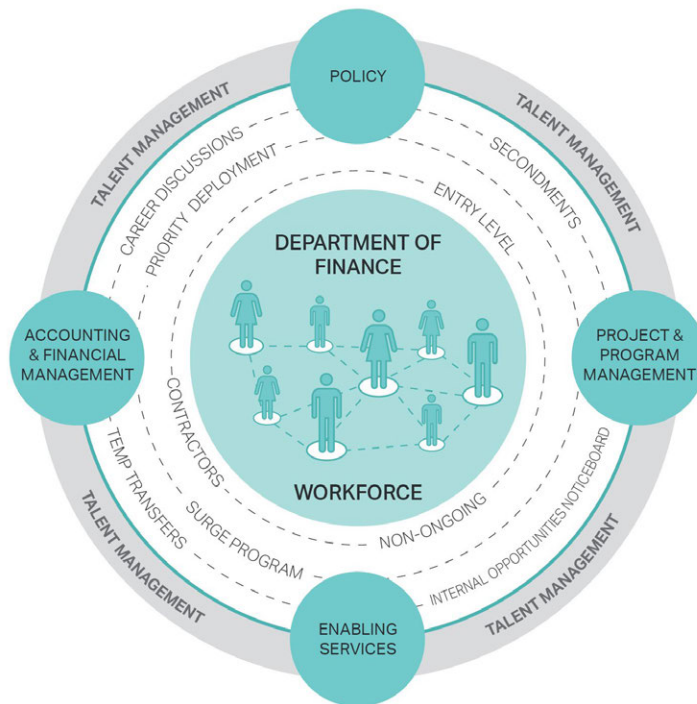 POLICY
TALENT MANAGEMENT
TALENT MANAGEMENT
CAREER DISCUSSIONS
SECONDMENTS
PRIORITY DEPLOYMENT
ENTRY LEVEL
DEPARTMENT OF
FINANCE
ACCOUNTING
& FINANCIAL
MANAGEMENT
PROJECT &
PROGRAM
MANAGEMENT
CONTRACTORS
WORKFORCE
TEMP TRANSFERS
SURGE PROGRAM
NON-ONGOING
INTERNAL OPPORTUNITIES NOTICEBOARD
TALENT MANAGEMENT
TALENT MANAGEMENT
ENABLING
SERVICES